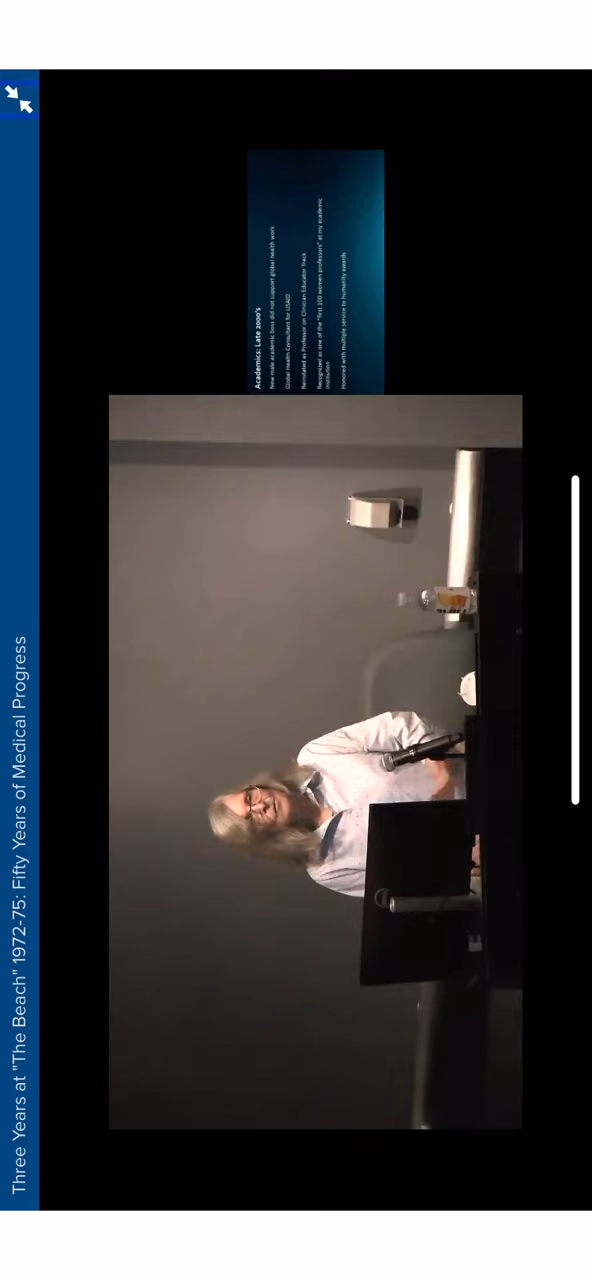 Three Years at "The Beach" 1972-75: Fifty Years of Medical Progress
Academics: Late 2000's
New male academic boss did not support global health work
Global Health Consultant for USAID
Reinstated as Professor on Clinician Educator Track
Recognized as one of the "first 100 women professors" at my academic
institution
Honored with multiple service to humanity awards